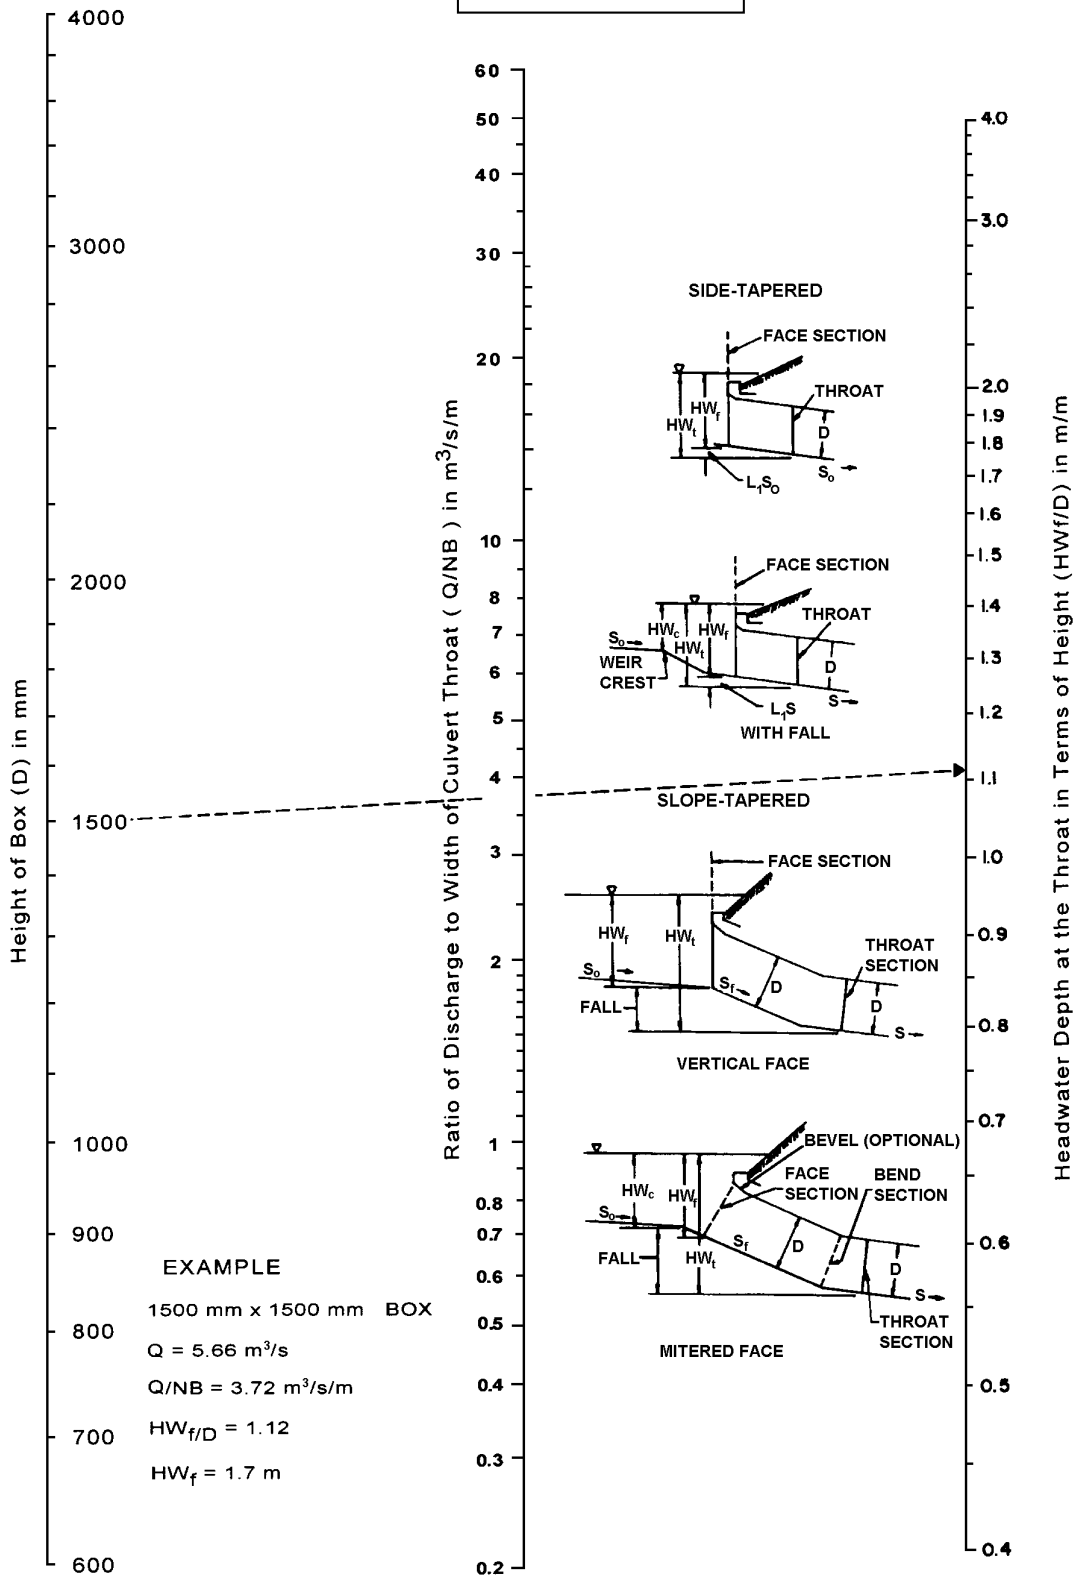 Height of Box (D) in mm
4000
3000
2000
1500
1000
900
800
700
600
Ratio of Discharge to Width of Culvert Throat ( Q/NB ) in m³/s/m
60
50
40
30
20
10
8
7
6
5
4
3
2
1
0.8
0.7
0.6
0.5
0.4
0.3
0.2
SIDE-TAPERED
FACE SECTION
THROAT
HWf
HWt
D
So
L1SO
FACE SECTION
THROAT
HWc
HWf
HWt
So
WEIR
CREST
D
S
L1S
WITH FALL
SLOPE-TAPERED
FACE SECTION
HWf
HWt
THROAT
SECTION
So
Sf
D
D
FALL
S
VERTICAL FACE
BEVEL (OPTIONAL)
FACE
SECTION
BEND
SECTION
HWc
HWf
So
Sf
D
FALL
HWt
D
S
THROAT
SECTION
MITERED FACE
Headwater Depth at the Throat in Terms of Height (HWf/D) in m/m
4.0
3.0
2.0
1.9
1.8
1.7
1.6
1.5
1.4
1.3
1.2
1.1
1.0
0.9
0.8
0.7
0.6
0.5
0.4
EXAMPLE
1500 mm x 1500 mm BOX
Q = 5.66 m³/s
Q/NB = 3.72 m³/s/m
HWf/D = 1.12
HWf = 1.7 m